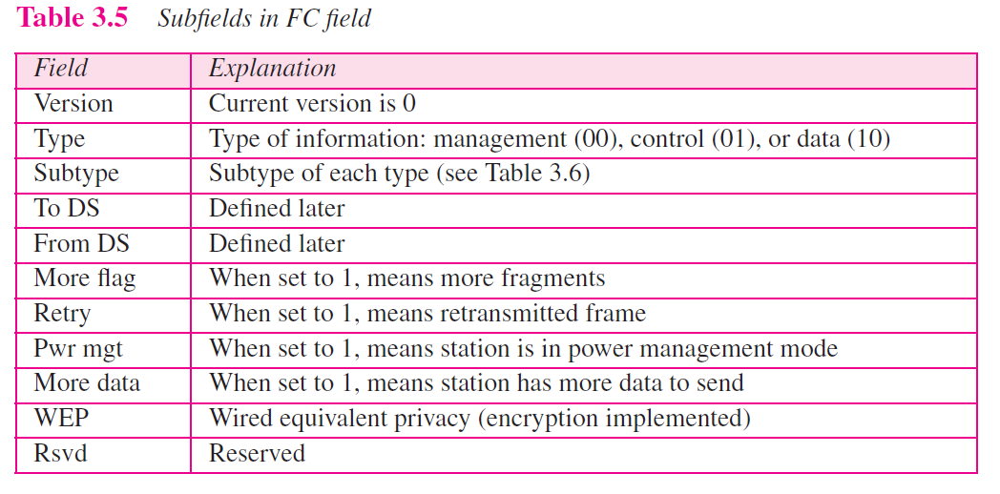 Table 3.5 Subfields in FC field
Field Explanation
Version Current version is 0
Type Type of information: management (00), control (01), or data (10)
Subtype Subtype of each type (see Table 3.6)
To DS Defined later
From DS Defined later
More flag When set to 1, means more fragments
Retry When set to 1, means retransmitted frame
Pwr mgt When set to 1, means station is in power management mode
More data When set to 1, means station has more data to send
WEP Wired equivalent privacy (encryption implemented)
Rsvd Reserved